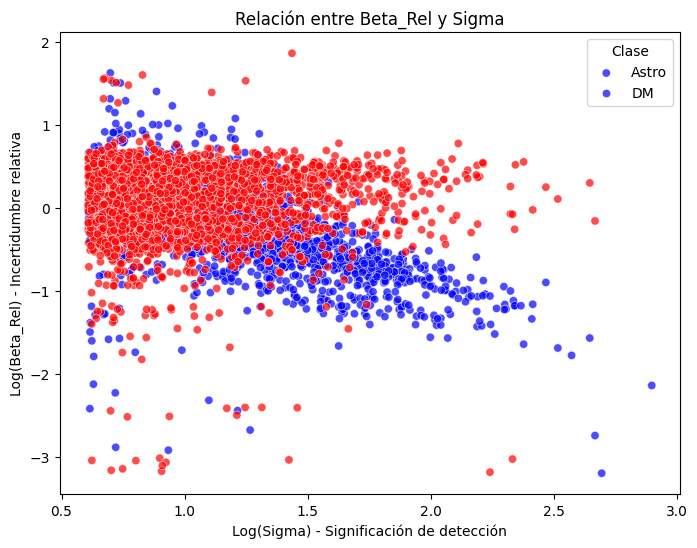 Relación entre Beta_Rel y Sigma
Clase
Astro
DM
2
1
0
−1
−2
−3
Log(Beta_Rel) - Incertidumbre relativa
0.5
1.0
1.5
2.0
2.5
3.0
Log(Sigma) - Significación de detección